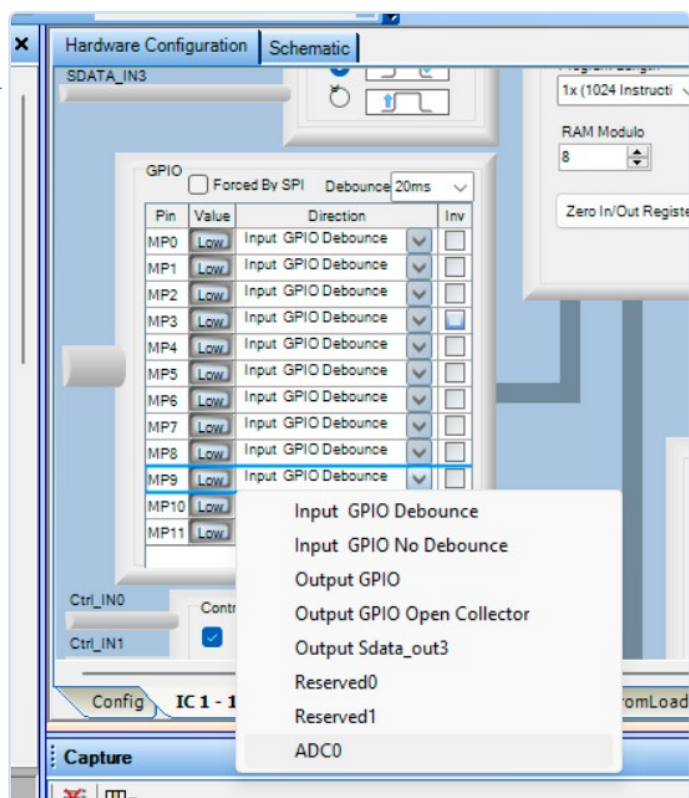 Hardware Configuration
Schematic
SDATA_IN3
1x (1024 Instructi
RAM Modulo
8
Zero In/Out Registe
GPIO
Forced By SPI Debounce 20ms
Pin Value Direction Inv
MP0 Low Input GPIO Debounce
MP1 Low Input GPIO Debounce
MP2 Low Input GPIO Debounce
MP3 Low Input GPIO Debounce
MP4 Low Input GPIO Debounce
MP5 Low Input GPIO Debounce
MP6 Low Input GPIO Debounce
MP7 Low Input GPIO Debounce
MP8 Low Input GPIO Debounce
MP9 Low Input GPIO Debounce
MP10 Low
MP11 Low
Input GPIO Debounce
Input GPIO No Debounce
Output GPIO
Output GPIO Open Collector
Output Sdata_out3
Reserved0
Reserved1
ADC0
Ctrl_IN0
Contr
Ctrl_IN1
Config
IC 1 - 1
omLoad
Capture